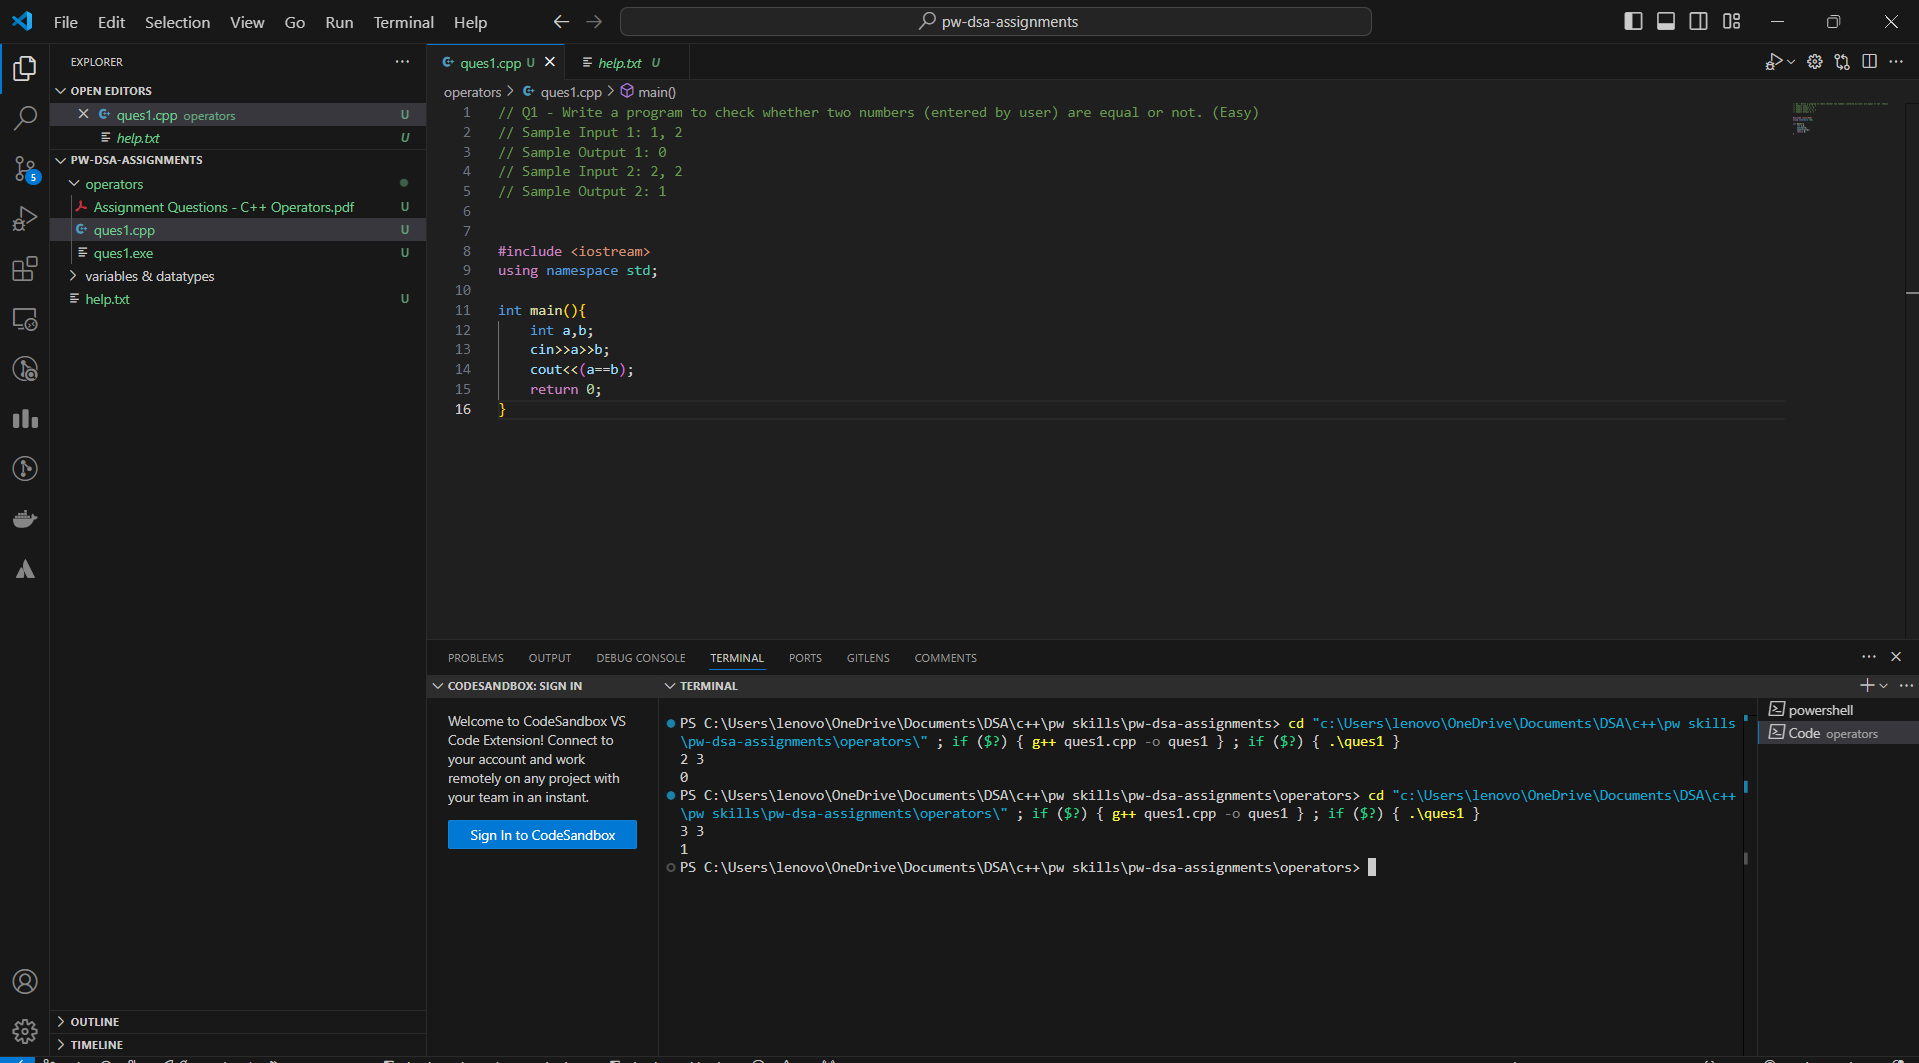 File Edit Selection View Go Run Terminal Help
pw-dsa-assignments
EXPLORER
OPEN EDITORS
ques1.cpp operators U
help.txt U
PW-DSA-ASSIGNMENTS
operators
Assignment Questions - C++ Operators.pdf U
ques1.cpp U
ques1.exe U
variables & datatypes
help.txt U
5
OUTLINE
TIMELINE
ques1.cpp U
help.txt U
operators > ques1.cpp > main()
1 // Q1 - Write a program to check whether two numbers (entered by user) are equal or not. (Easy)
2 // Sample Input 1: 1, 2
3 // Sample Output 1: 0
4 // Sample Input 2: 2, 2
5 // Sample Output 2: 1
6
7
8 #include <iostream>
9 using namespace std;
10
11 int main(){
12 int a,b;
13 cin>>a>>b;
14 cout<<(a==b);
15 return 0;
16 }
PROBLEMS OUTPUT DEBUG CONSOLE TERMINAL PORTS GITLENS COMMENTS
CODESANDBOX: SIGN IN
Welcome to CodeSandbox VS
Code Extension! Connect to
your account and work
remotely on any project with
your team in an instant.
Sign In to CodeSandbox
TERMINAL
PS C:\Users\lenovo\OneDrive\Documents\DSA\c++\pw skills\pw-dsa-assignments> cd "c:\Users\lenovo\OneDrive\Documents\DSA\c++\pw skills
\pw-dsa-assignments\operators\" ; if ($?) { g++ ques1.cpp -o ques1 } ; if ($?) { .\ques1 }
2 3
0
PS C:\Users\lenovo\OneDrive\Documents\DSA\c++\pw skills\pw-dsa-assignments\operators> cd "c:\Users\lenovo\OneDrive\Documents\DSA\c++
\pw skills\pw-dsa-assignments\operators\" ; if ($?) { g++ ques1.cpp -o ques1 } ; if ($?) { .\ques1 }
3 3
1
PS C:\Users\lenovo\OneDrive\Documents\DSA\c++\pw skills\pw-dsa-assignments\operators>
powershell
Code operators